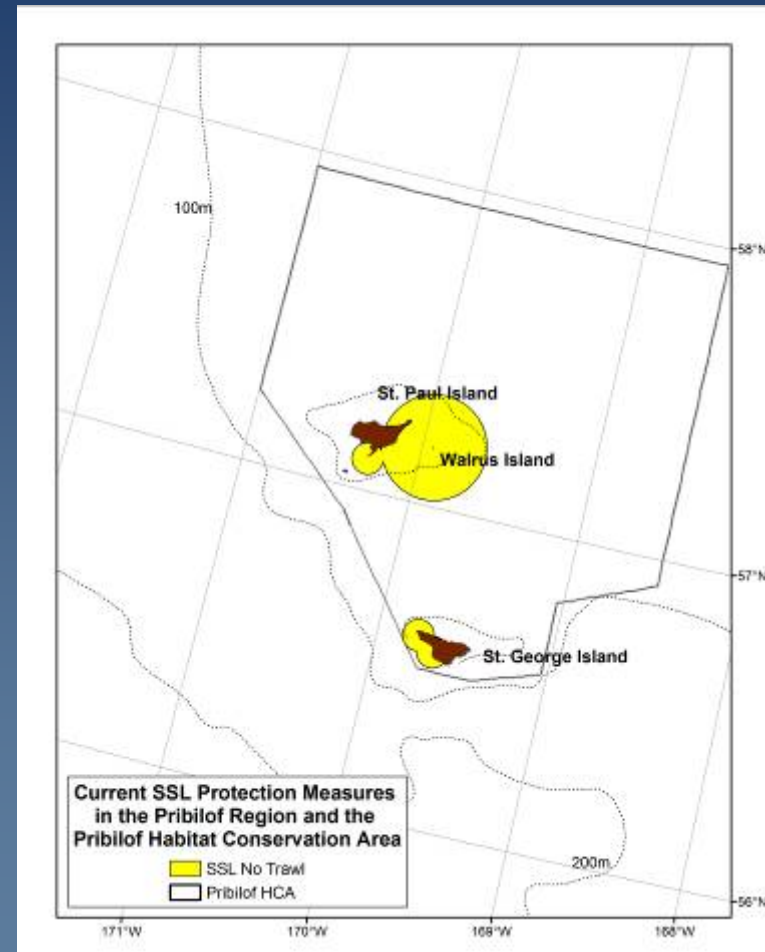 100m
58°N
St. Paul Island
Walrus Island
57°N
St. George Island
Current SSL Protection Measures
in the Pribilof Region and the
Pribilof Habitat Conservation Area
SSL No Trawl
Pribilof HCA
200m
56°N
171°W
170°W
169°W
168°W